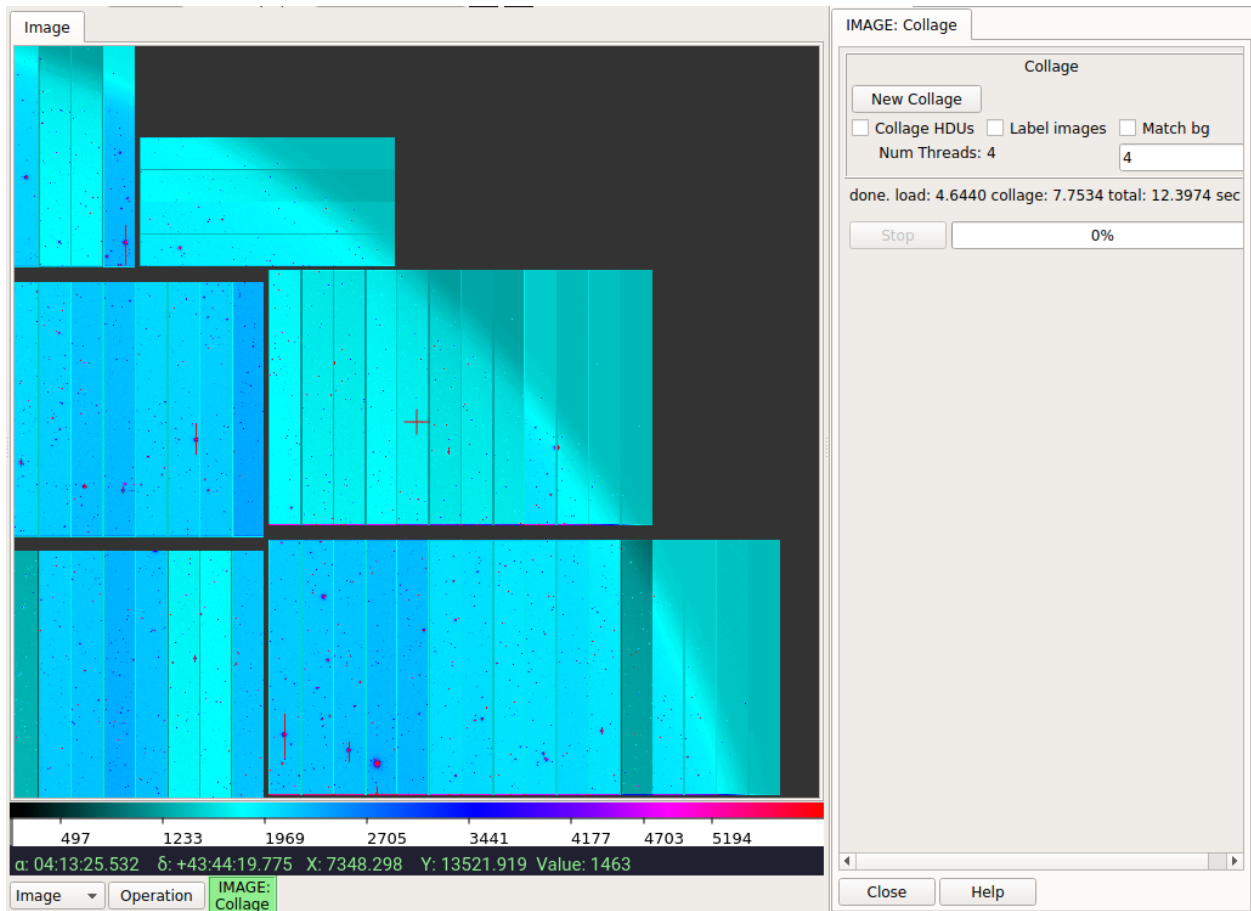 Image
IMAGE: Collage
Collage
New Collage
Collage HDUs Label images Match bg
Num Threads: 4 4
done. load: 4.6440 collage: 7.7534 total: 12.3974 sec
Stop 0%
497 1233 1969 2705 3441 4177 4703 5194
α: 04:13:25.532 δ: +43:44:19.775 X: 7348.298 Y: 13521.919 Value: 1463
Image Operation IMAGE: Collage
Close Help